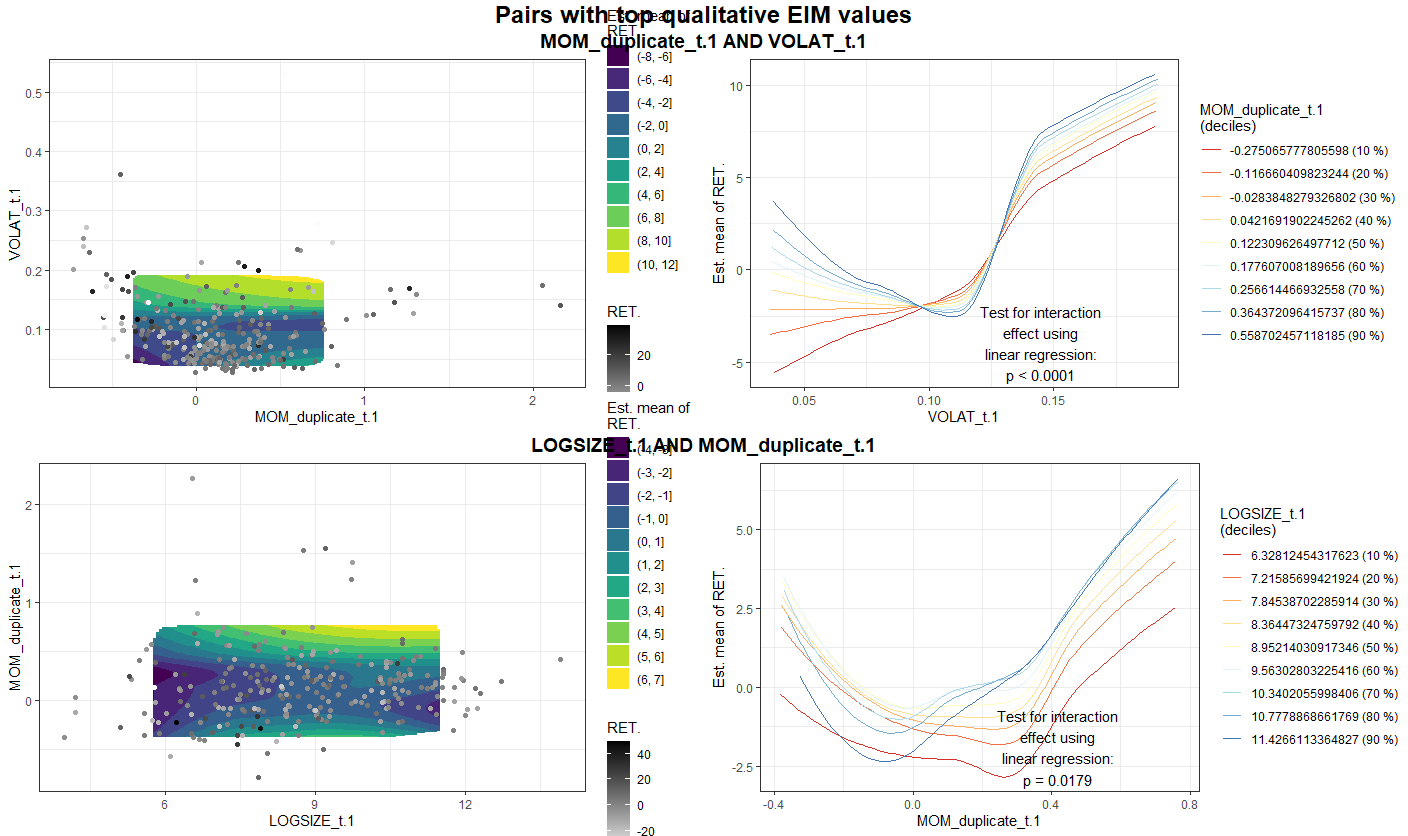 Pairs with top qualitative EIM values
MOM_duplicate_t.1 AND VOLAT_t.1
Est. mean of
RET.
(-8, -6]
(-6, -4]
(-4, -2]
(-2, 0]
(0, 2]
(2, 4]
(4, 6]
(6, 8]
(8, 10]
(10, 12]
RET.
20
0
VOLAT_t.1
0.5
0.4
0.3
0.2
0.1
0
1
2
MOM_duplicate_t.1
Est. mean of RET.
10
5
0
-5
0.05
0.10
0.15
VOLAT_t.1
Test for interaction
effect using
linear regression:
p < 0.0001
MOM_duplicate_t.1
(deciles)
-0.275065777805598 (10 %)
-0.116660409823244 (20 %)
-0.0283848279326802 (30 %)
0.0421691902245262 (40 %)
0.122309626497712 (50 %)
0.177607008189656 (60 %)
0.256614466932558 (70 %)
0.364372096415737 (80 %)
0.558702457118185 (90 %)
LOGSIZE_t.1 AND MOM_duplicate_t.1
Est. mean of
RET.
(-4, -3]
(-3, -2]
(-2, -1]
(-1, 0]
(0, 1]
(1, 2]
(2, 3]
(3, 4]
(4, 5]
(5, 6]
(6, 7]
RET.
40
20
0
-20
MOM_duplicate_t.1
2
1
0
6
9
12
LOGSIZE_t.1
Est. mean of RET.
5.0
2.5
0.0
-2.5
-0.4
0.0
0.4
0.8
MOM_duplicate_t.1
Test for interaction
effect using
linear regression:
p = 0.0179
LOGSIZE_t.1
(deciles)
6.32812454317623 (10 %)
7.21585699421924 (20 %)
7.84538702285914 (30 %)
8.36447324759792 (40 %)
8.95214030917346 (50 %)
9.56302803225416 (60 %)
10.3402055998406 (70 %)
10.7778868661769 (80 %)
11.4266113364827 (90 %)